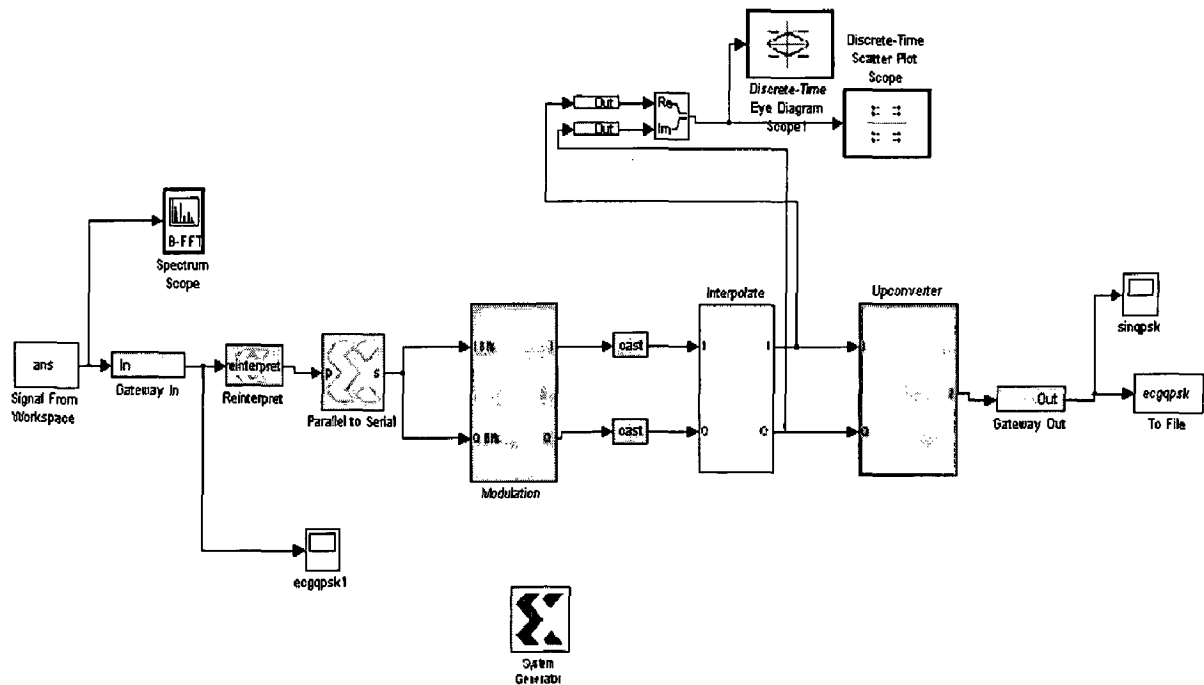 Discrete-Time
Eye Diagram
Scope1
Discrete-Time
Scatter Plot
Scope
Out
Out
Re
Im
B-FFT
Spectrum
Scope
ans
Signal From
Workspace
In
Gateway In
reinterpret
Reinterpret
p
s
Parallel to Serial
I
Q
I
Q
Modulation
cast
cast
Interpolate
I
Q
I
Q
Upconverter
I
Q
Out
Gateway Out
sinqpsk
ecgqpsk
To File
ecgqpsk1
System
Generator